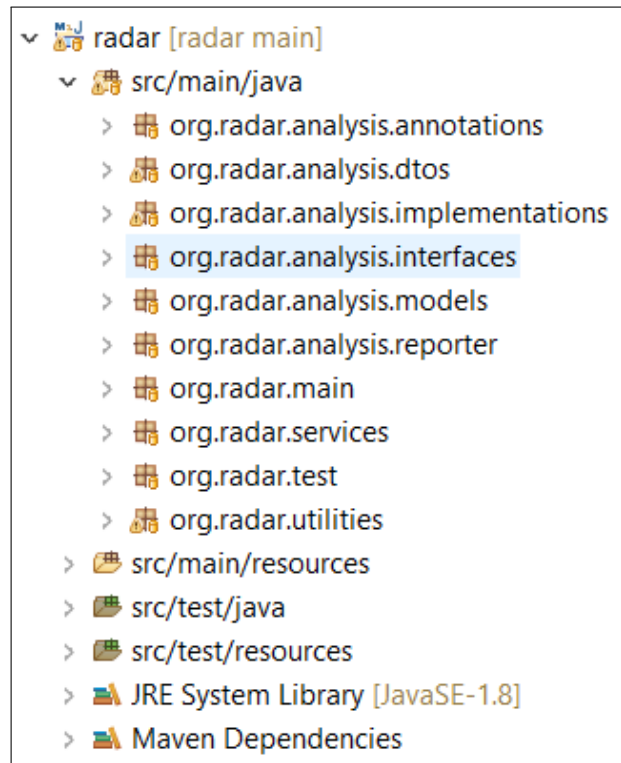 radar [radar main]
src/main/java
org.radar.analysis.annotations
org.radar.analysis.dtos
org.radar.analysis.implementations
org.radar.analysis.interfaces
org.radar.analysis.models
org.radar.analysis.reporter
org.radar.main
org.radar.services
org.radar.test
org.radar.utilities
src/main/resources
src/test/java
src/test/resources
JRE System Library [JavaSE-1.8]
Maven Dependencies